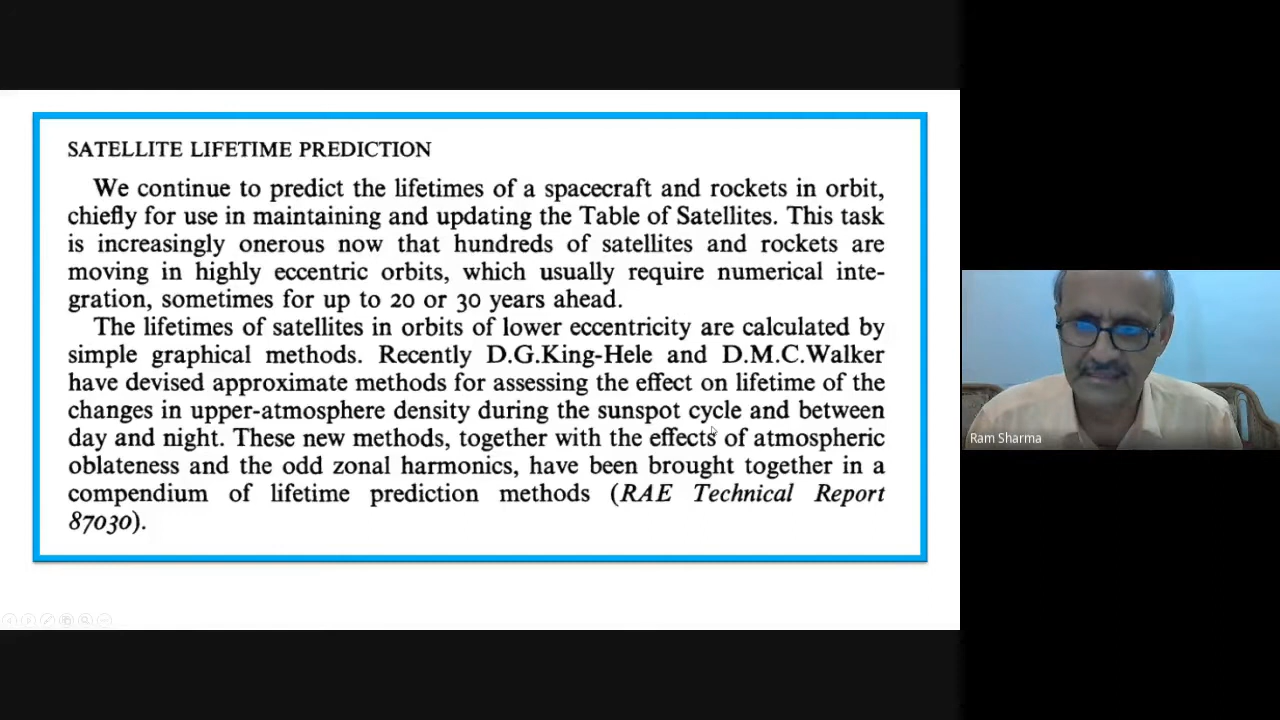 SATELLITE LIFETIME PREDICTION
We continue to predict the lifetimes of a spacecraft and rockets in orbit,
chiefly for use in maintaining and updating the Table of Satellites. This task
is increasingly onerous now that hundreds of satellites and rockets are
moving in highly eccentric orbits, which usually require numerical inte-
gration, sometimes for up to 20 or 30 years ahead.
The lifetimes of satellites in orbits of lower eccentricity are calculated by
simple graphical methods. Recently D.G.King-Hele and D.M.C.Walker
have devised approximate methods for assessing the effect on lifetime of the
changes in upper-atmosphere density during the sunspot cycle and between
day and night. These new methods, together with the effects of atmospheric
oblateness and the odd zonal harmonics, have been brought together in a
compendium of lifetime prediction methods (RAE Technical Report
87030).
Ram Sharma